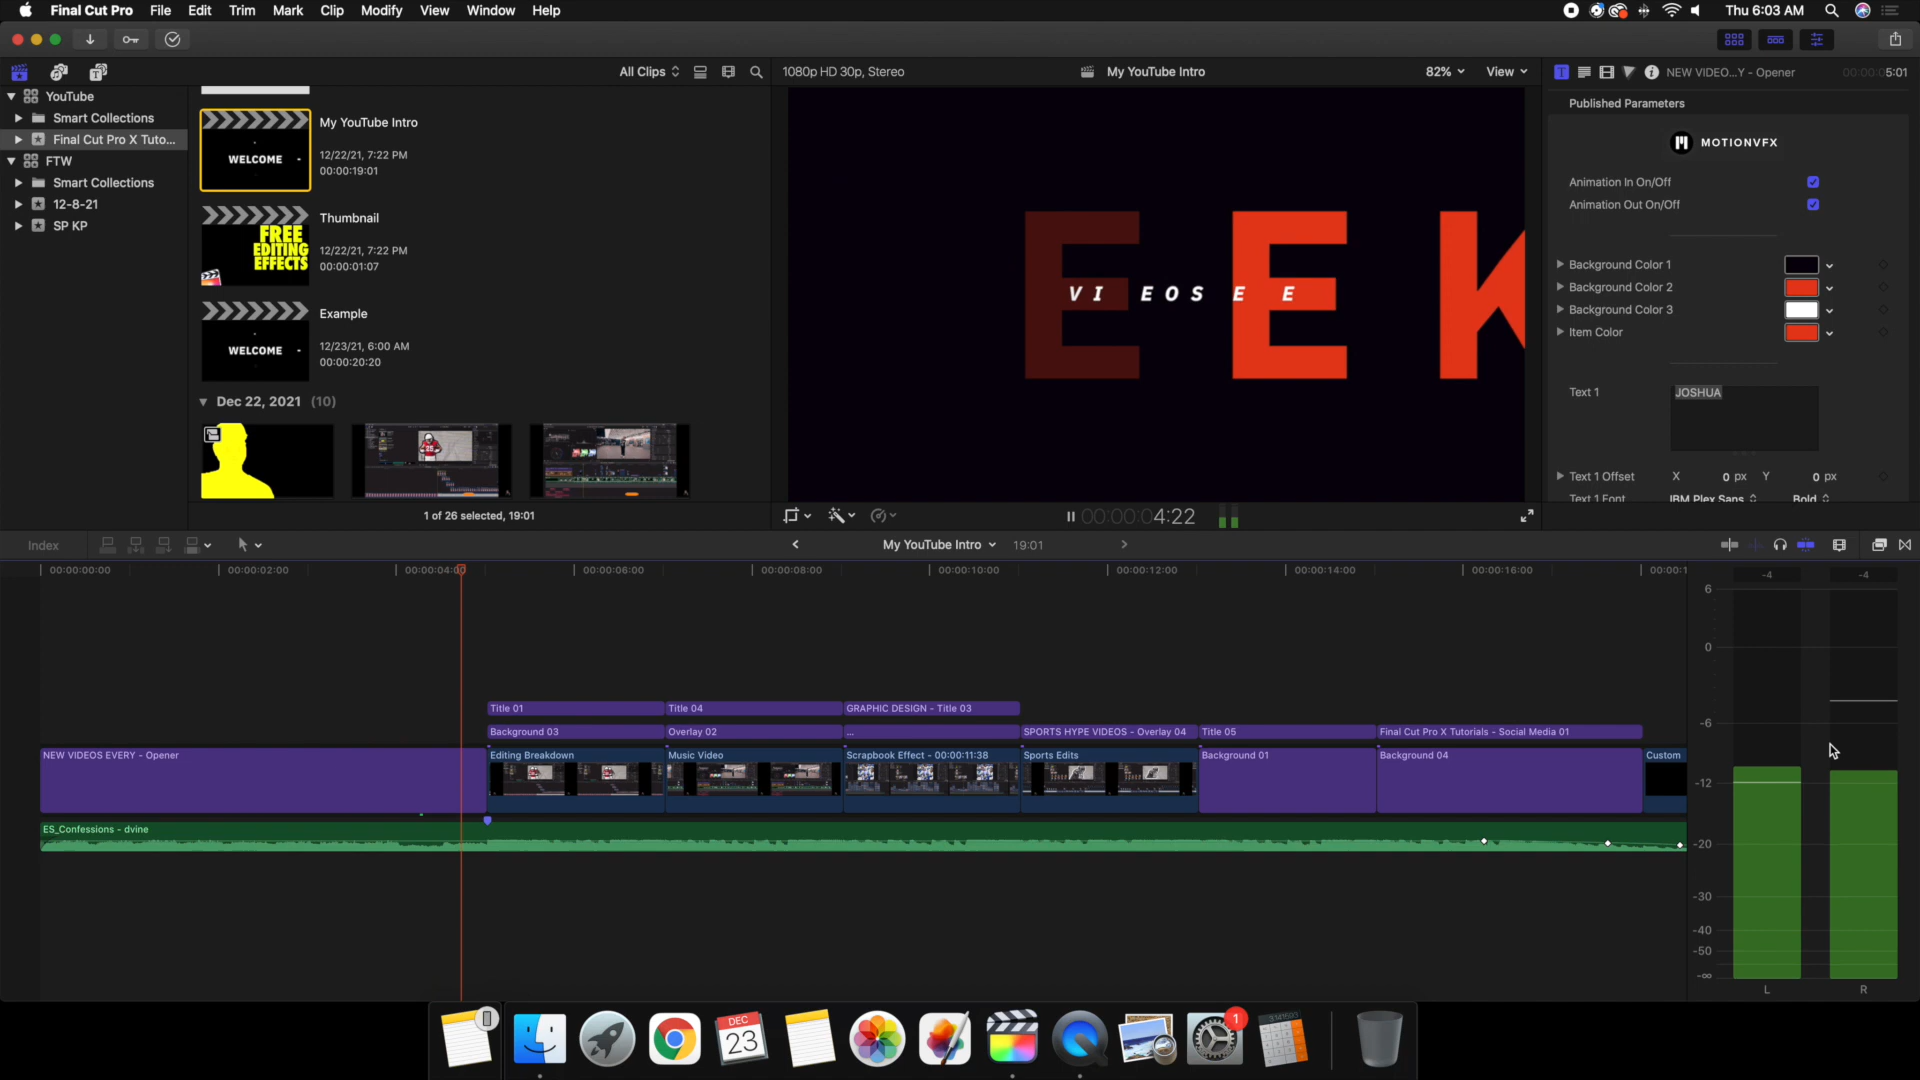 Final Cut Pro File Edit Trim Mark Clip Modify View Window Help Thu 6:03 AM
All Clips 1080p HD 30p, Stereo My YouTube Intro 82% View NEW VIDEO...Y - Opener 00:00:05:01
YouTube
Smart Collections
Final Cut Pro X Tuto...
FTW
Smart Collections
12-8-21
SP KP
WELCOME
My YouTube Intro
12/22/21, 7:22 PM
00:00:19:01
FREE
EDITING
EFFECTS
Thumbnail
12/22/21, 7:22 PM
00:00:01:07
WELCOME
Example
12/23/21, 6:00 AM
00:00:20:20
Dec 22, 2021 (10)
1 of 26 selected, 19:01
E E K
VI EOSE E
00:00:04:22
Published Parameters
MOTIONVFX
Animation In On/Off
Animation Out On/Off
Background Color 1
Background Color 2
Background Color 3
Item Color
Text 1 JOSHUA
Text 1 Offset X 0 px Y 0 px
Text 1 Font IBM Plex Sans Bold
Index My YouTube Intro 19:01
00:00:00:00 00:00:02:00 00:00:04:00 00:00:06:00 00:00:08:00 00:00:10:00 00:00:12:00 00:00:14:00 00:00:16:00 00:00:1
Title 01 Title 04 GRAPHIC DESIGN - Title 03
Background 03 Overlay 02 ... SPORTS HYPE VIDEOS - Overlay 04 Title 05 Final Cut Pro X Tutorials - Social Media 01
NEW VIDEOS EVERY - Opener Editing Breakdown Music Video Scrapbook Effect - 00:00:11:38 Sports Edits Background 01 Background 04 Custom
ES_Confessions - dvine
-4 -4
6
0
-6
-12
-20
-30
-40
-50
-∞
L R
DEC
23
1